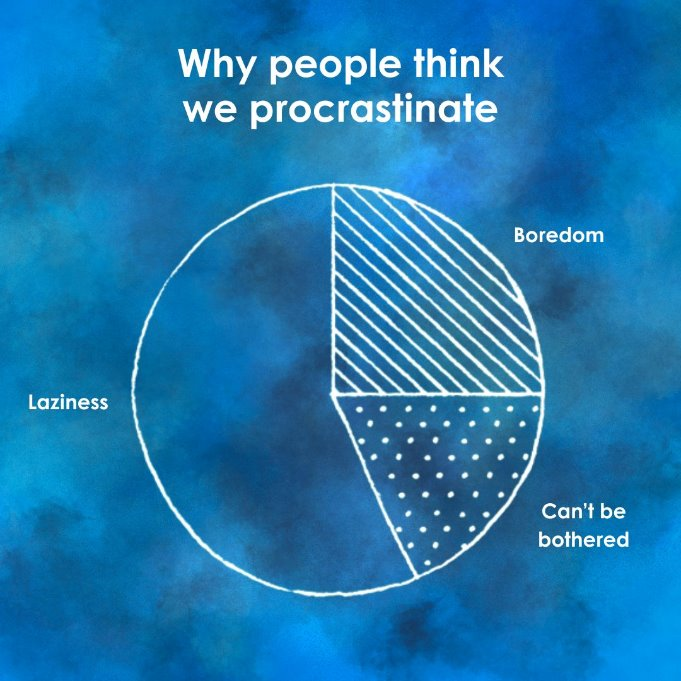 Why people think
we procrastinate
Boredom
Laziness
Can't be
bothered